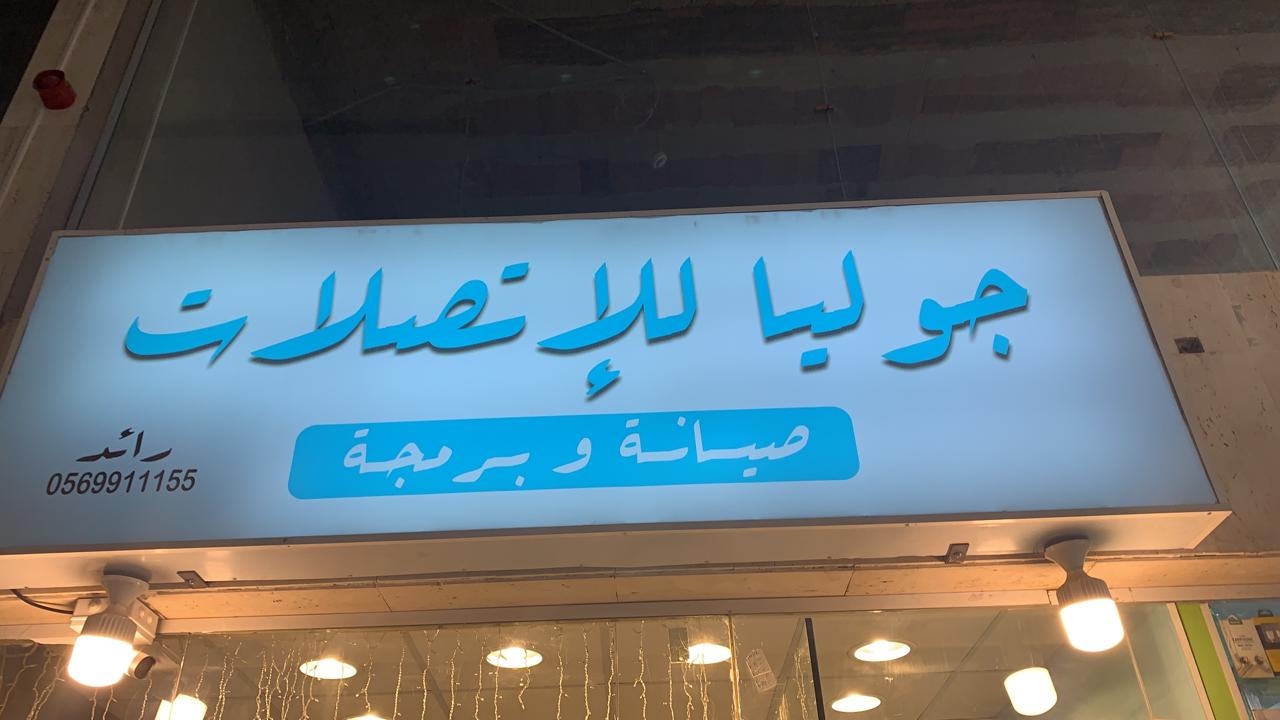 جوليا للإتصلات
صيانة و برمجة
رائد
0569911155